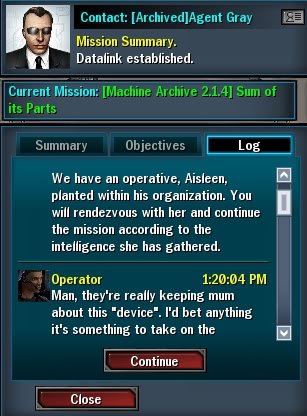 Contact: [Archived]Agent Gray
Mission Summary.
Datalink established.
Current Mission: [Machine Archive 2.1.4] Sum of
its Parts
Summary
Objectives
Log
We have an operative, Aisleen,
planted within his organization. You
will rendezvous with her and continue
the mission according to the
intelligence she has gathered.
Operator 1:20:04 PM
Man, they're really keeping mum
about this "device". I'd bet anything
it's something to take on the
Continue
Close